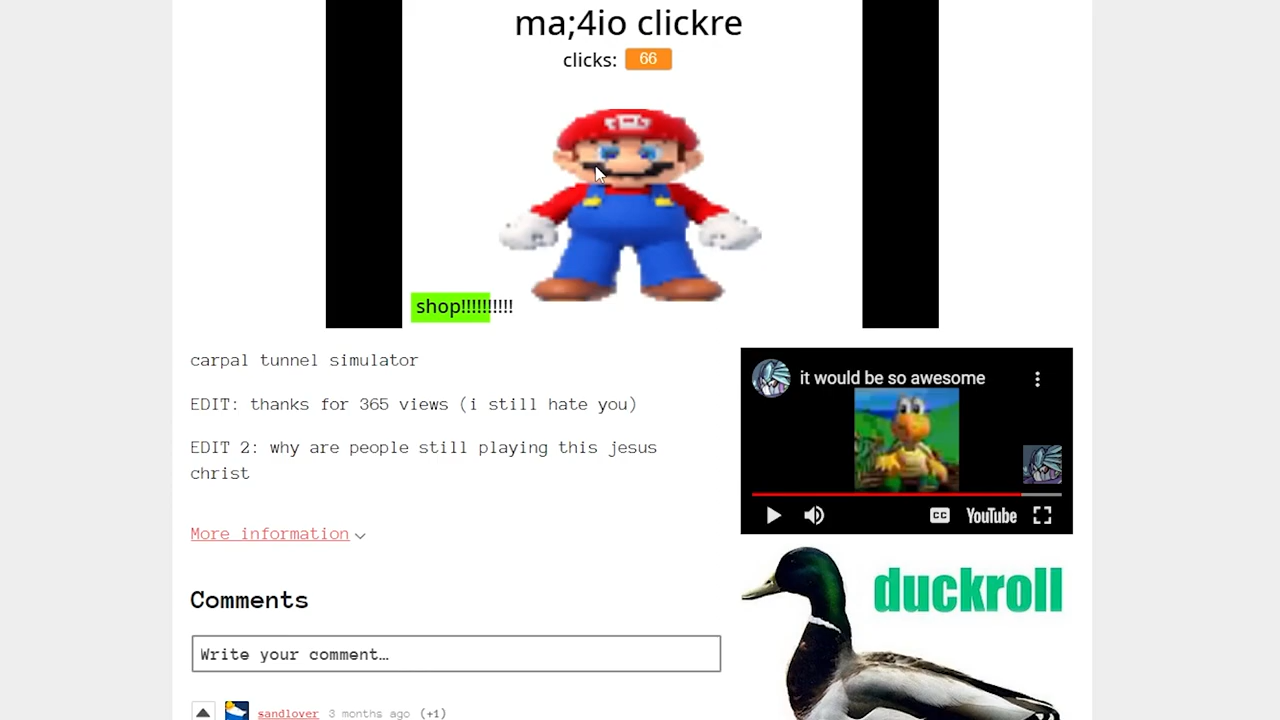 ma;4io clickre
clicks: 66
shop!!!!!!!!!!
carpal tunnel simulator
EDIT: thanks for 365 views (i still hate you)
EDIT 2: why are people still playing this jesus
christ
More information
Comments
Write your comment…
sandlover 3 months ago (+1)
it would be so awesome
CC YouTube
duckroll